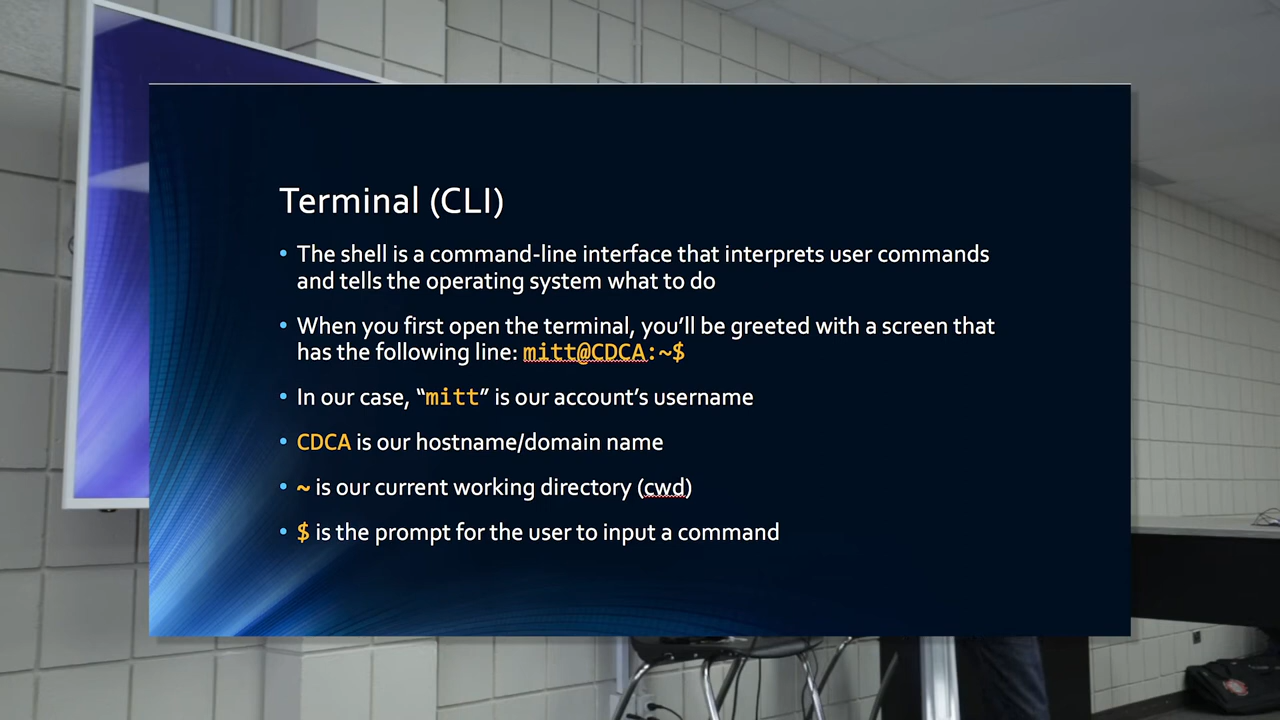 Terminal (CLI)
• The shell is a command-line interface that interprets user commands
and tells the operating system what to do
• When you first open the terminal, you’ll be greeted with a screen that
has the following line: mitt@CDCA:~$
• In our case, “mitt” is our account’s username
• CDCA is our hostname/domain name
• ~ is our current working directory (cwd)
• $ is the prompt for the user to input a command